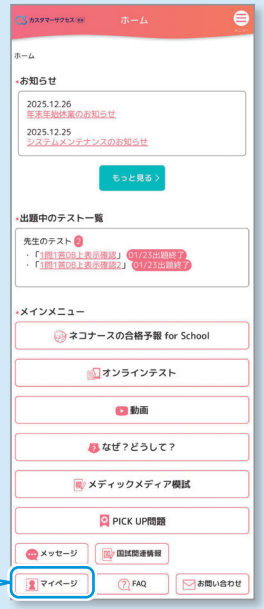 CS カスタマーサクセス
ホーム
ホーム
お知らせ
2025.12.26
年末年始休業のお知らせ
2025.12.25
システムメンテナンスのお知らせ
もっと見る >
出題中のテスト一覧
先生のテスト 2
・「1問1答DB上表示確認」 01/23出題終了
・「1問1答DB上表示確認2」 01/23出題終了
メインメニュー
ネコナースの合格予報 for School
オンラインテスト
動画
なぜ？どうして？
メディックメディア模試
PICK UP問題
メッセージ
国試関連情報
マイページ
FAQ
お問い合わせ